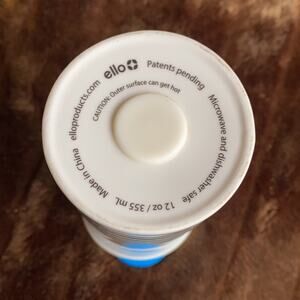 ello
Patents pending
Microwave and dishwasher safe
12 oz / 355 mL
Made in China
elloproducts.com
CAUTION: Outer surface can get hot